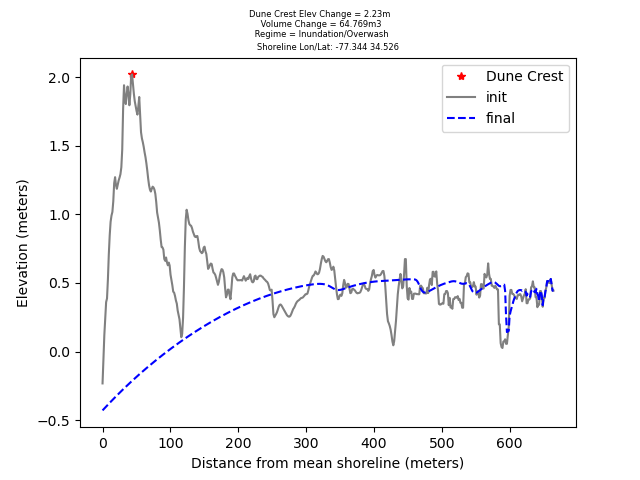 Dune Crest Elev Change = 2.23m
Volume Change = 64.769m3
Regime = Inundation/Overwash
Shoreline Lon/Lat: -77.344 34.526
Dune Crest
init
final
2.0
1.5
1.0
0.5
0.0
−0.5
Elevation (meters)
0 100 200 300 400 500 600
Distance from mean shoreline (meters)